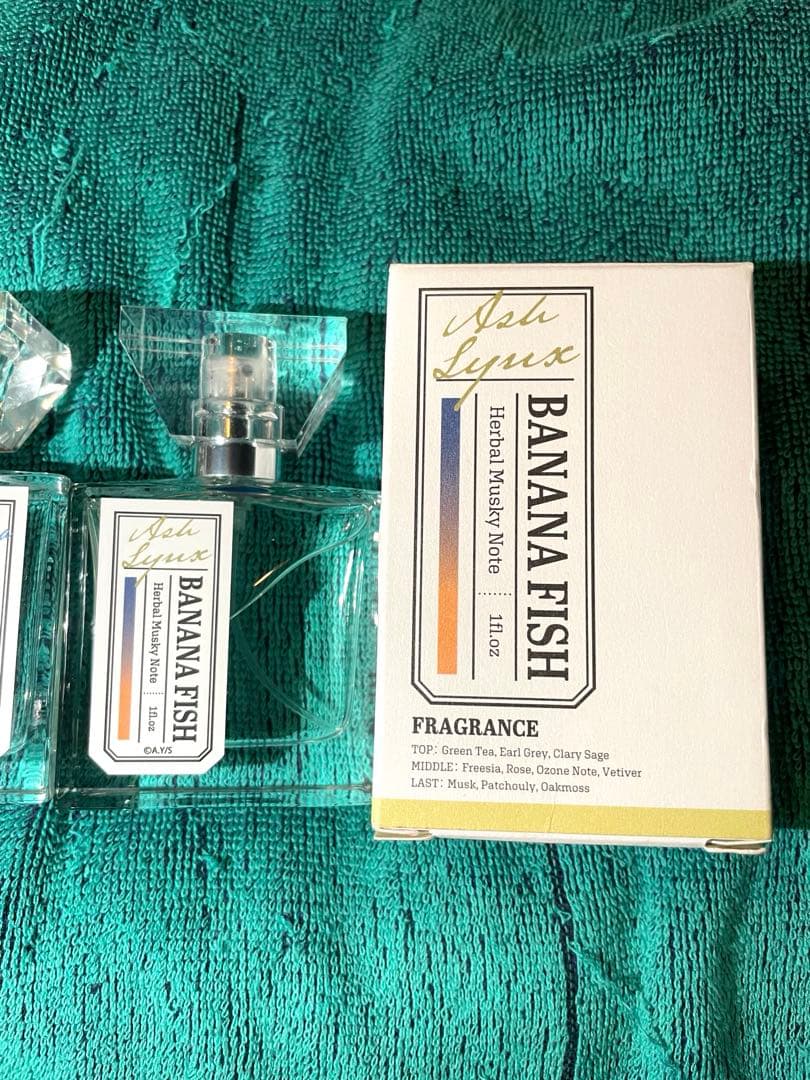 Ash
Lynx
BANANA FISH
Herbal Musky Note 1fl.oz
©A.Y/S
Ash
Lynx
BANANA FISH
Herbal Musky Note 1fl.oz
FRAGRANCE
TOP: Green Tea, Earl Grey, Clary Sage
MIDDLE: Freesia, Rose, Ozone Note, Vetiver
LAST: Musk, Patchouly, Oakmoss